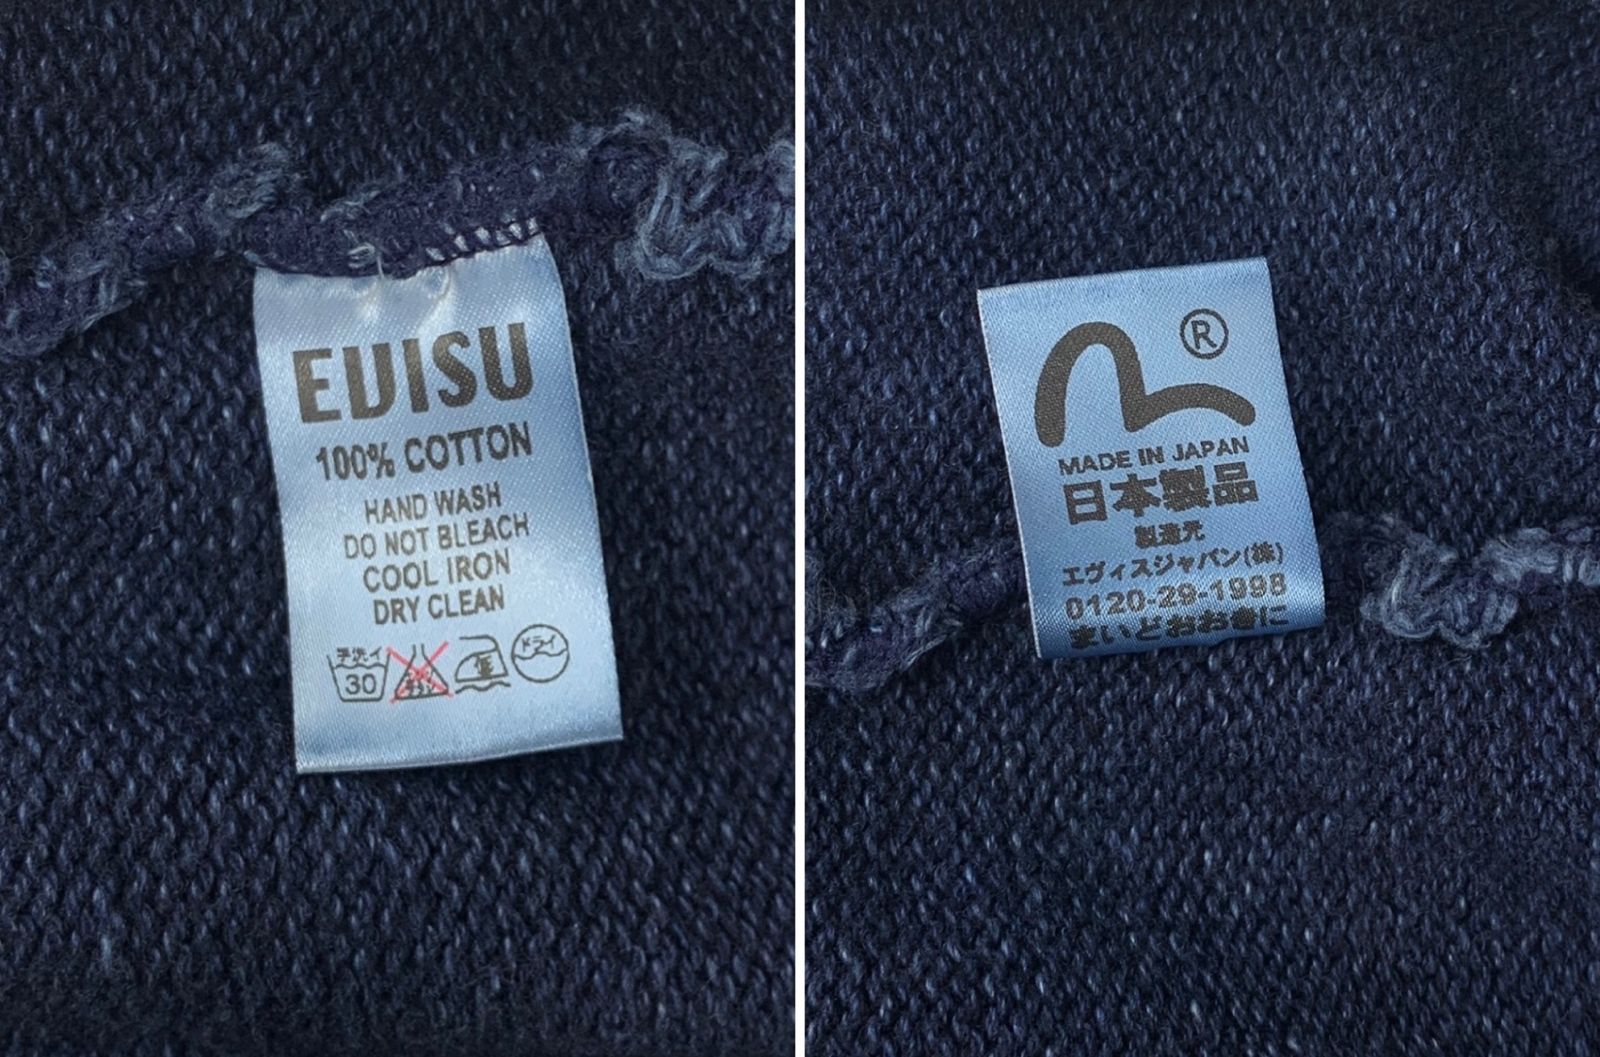 EVISU
100% COTTON
HAND WASH
DO NOT BLEACH
COOL IRON
DRY CLEAN
手洗イ
30
低
ドライ
®
MADE IN JAPAN
日本製品
製造元
エヴィスジャパン(株)
0120-29-1998
まいどおおきに